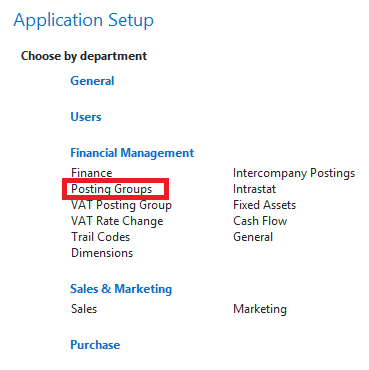 Application Setup
Choose by department
General
Users
Financial Management
Finance Intercompany Postings
Posting Groups Intrastat
VAT Posting Group Fixed Assets
VAT Rate Change Cash Flow
Trail Codes General
Dimensions
Sales & Marketing
Sales Marketing
Purchase